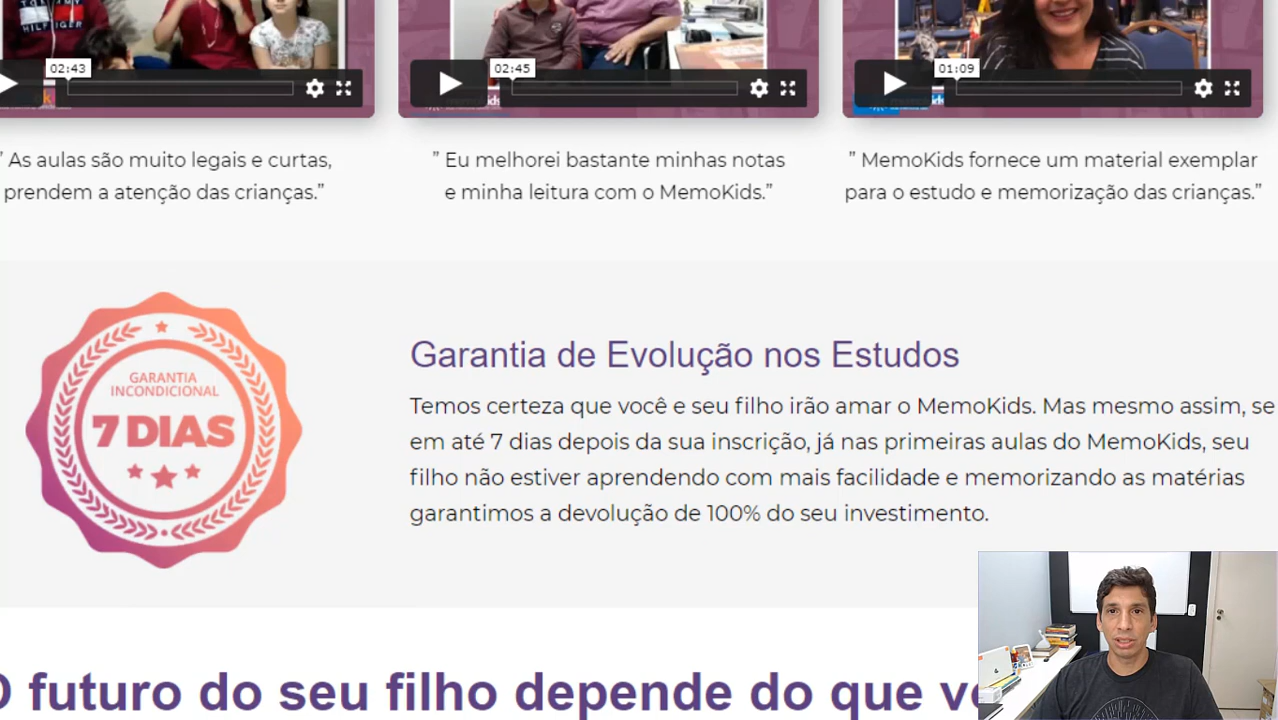 TOMMY
HILFIGER
02:43
02:45
01:09
” As aulas são muito legais e curtas,
prendem a atenção das crianças.”
” Eu melhorei bastante minhas notas
e minha leitura com o MemoKids.”
” MemoKids fornece um material exemplar
para o estudo e memorização das crianças.”
GARANTIA
INCONDICIONAL
7 DIAS
Garantia de Evolução nos Estudos
Temos certeza que você e seu filho irão amar o MemoKids. Mas mesmo assim, se
em até 7 dias depois da sua inscrição, já nas primeiras aulas do MemoKids, seu
filho não estiver aprendendo com mais facilidade e memorizando as matérias
garantimos a devolução de 100% do seu investimento.
O futuro do seu filho depende do que